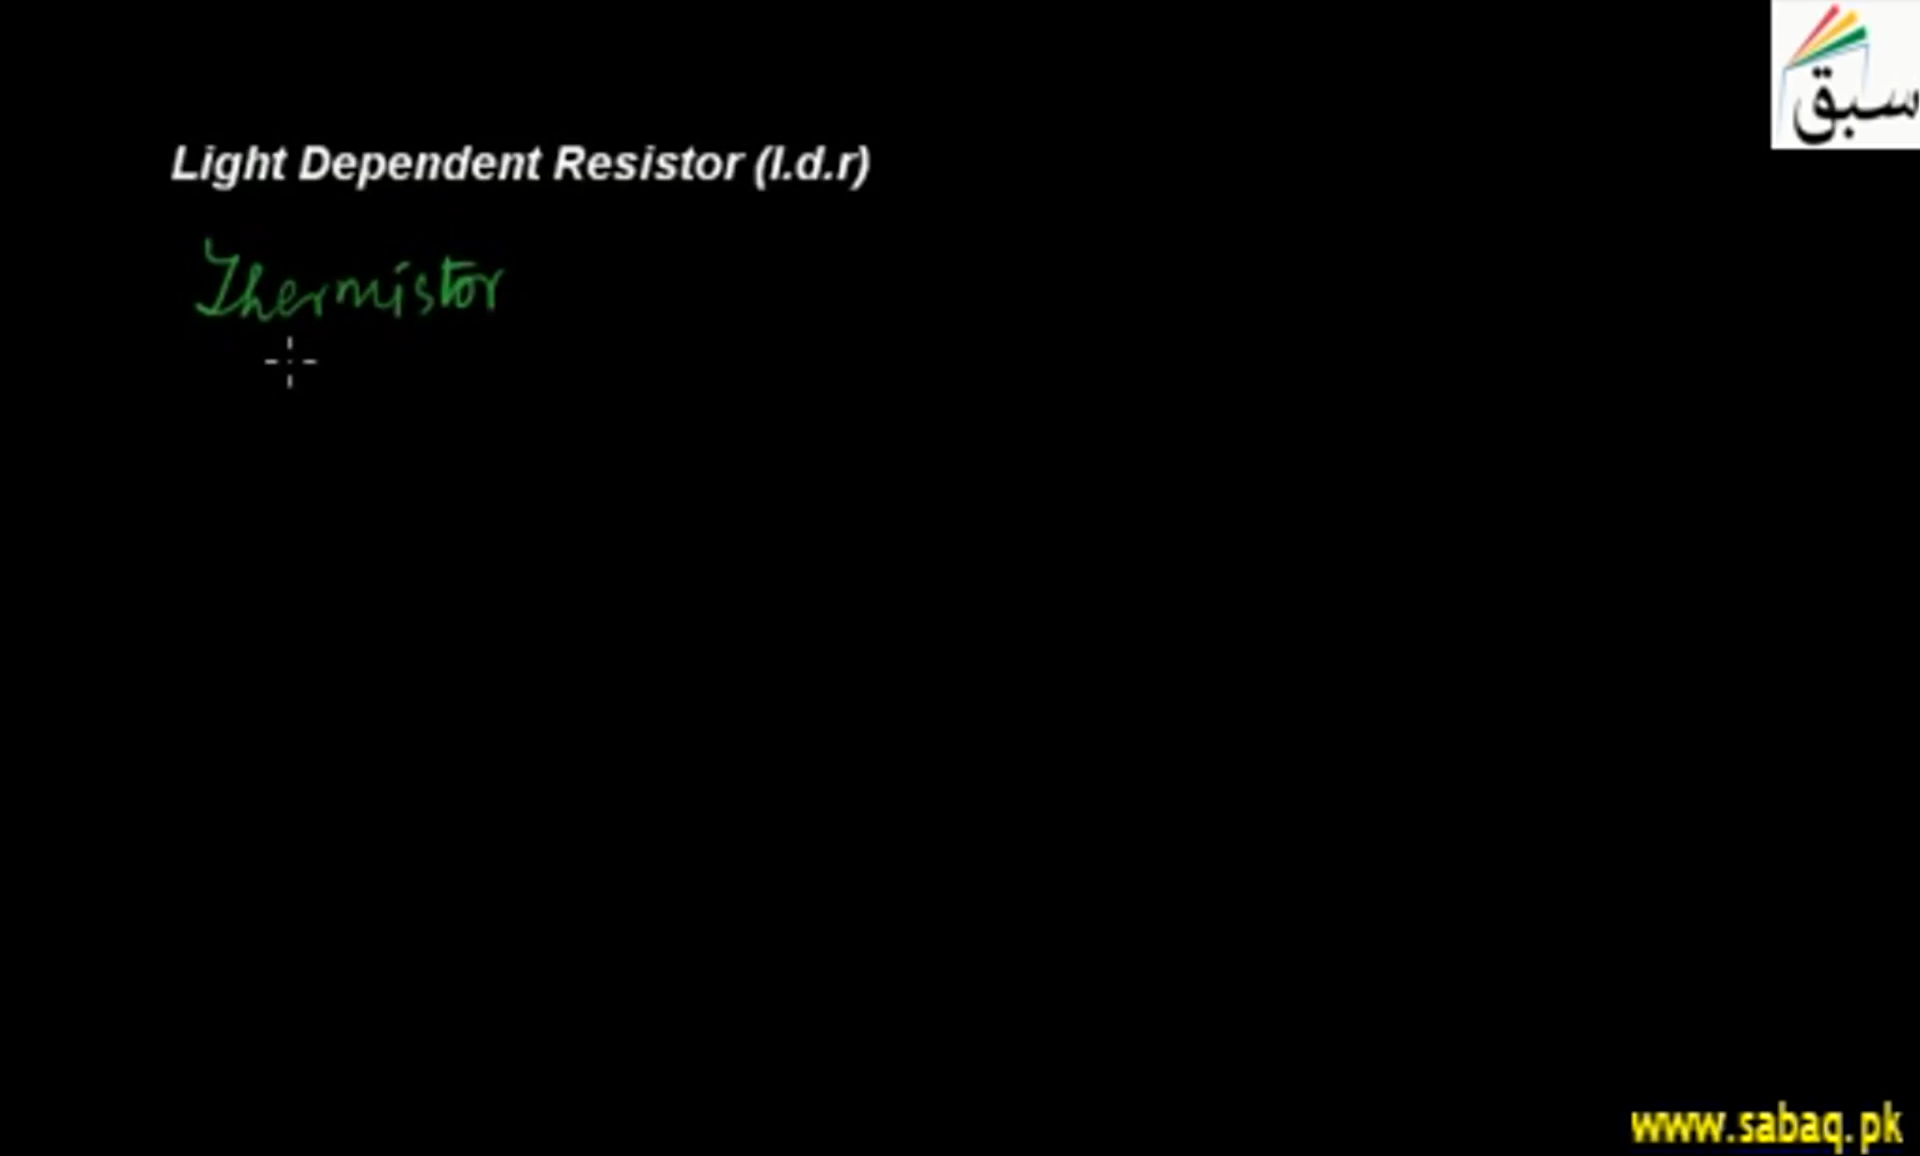 سبق
Light Dependent Resistor (l.d.r)
Thermistor
www.sabaq.pk